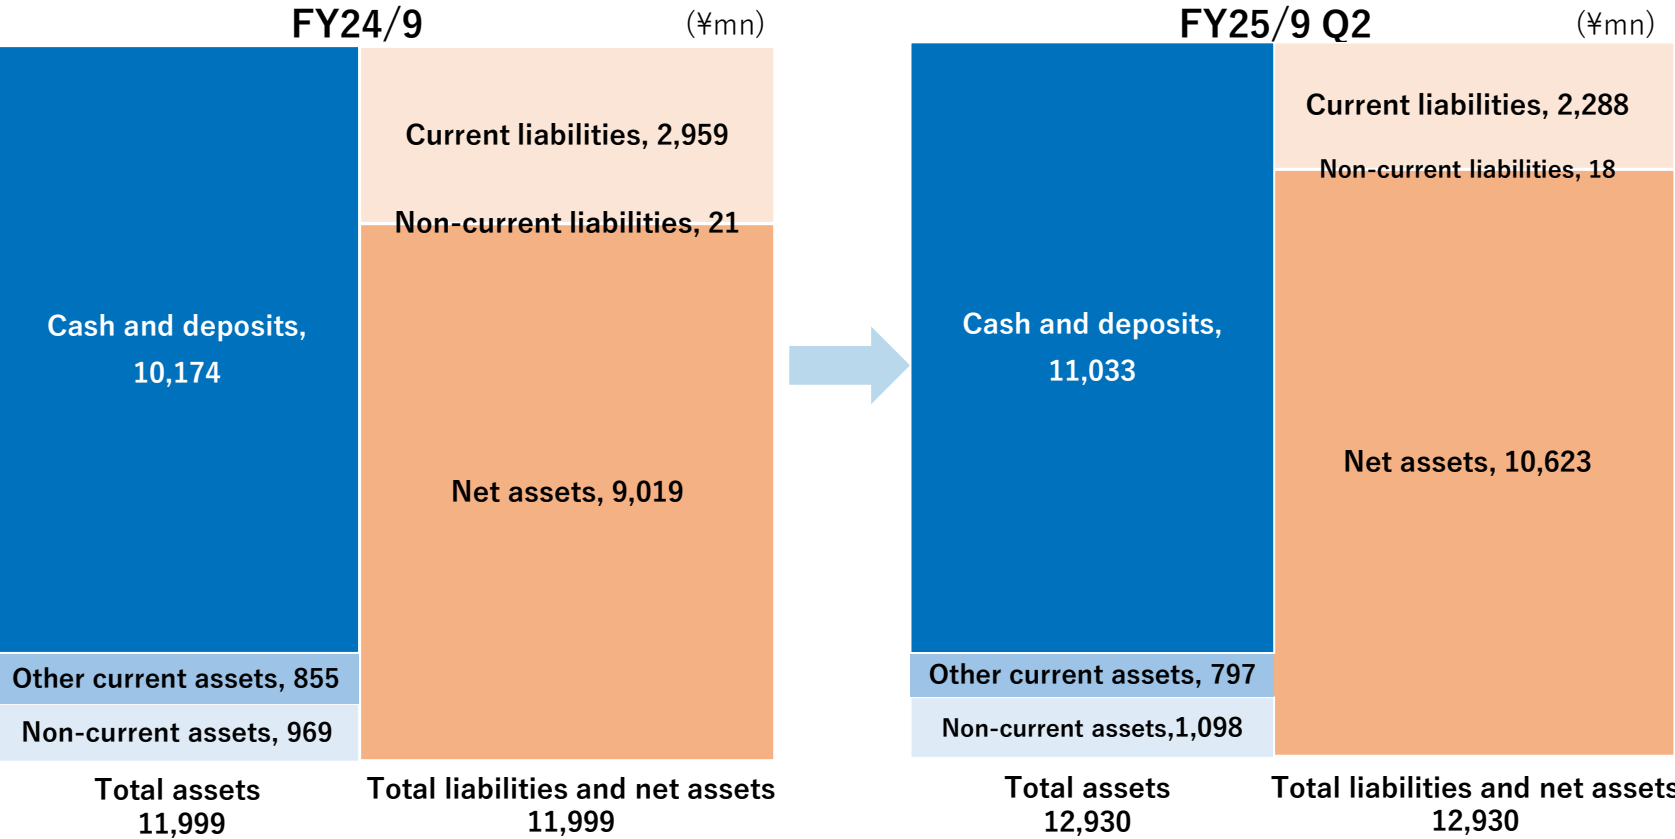 FY24/9
(¥mn)
Current liabilities, 2,959
Non-current liabilities, 21
Cash and deposits,
10,174
Net assets, 9,019
Other current assets, 855
Non-current assets, 969
Total assets
11,999
Total liabilities and net assets
11,999
FY25/9 Q2
(¥mn)
Current liabilities, 2,288
Non-current liabilities, 18
Cash and deposits,
11,033
Net assets, 10,623
Other current assets, 797
Non-current assets,1,098
Total assets
12,930
Total liabilities and net assets
12,930